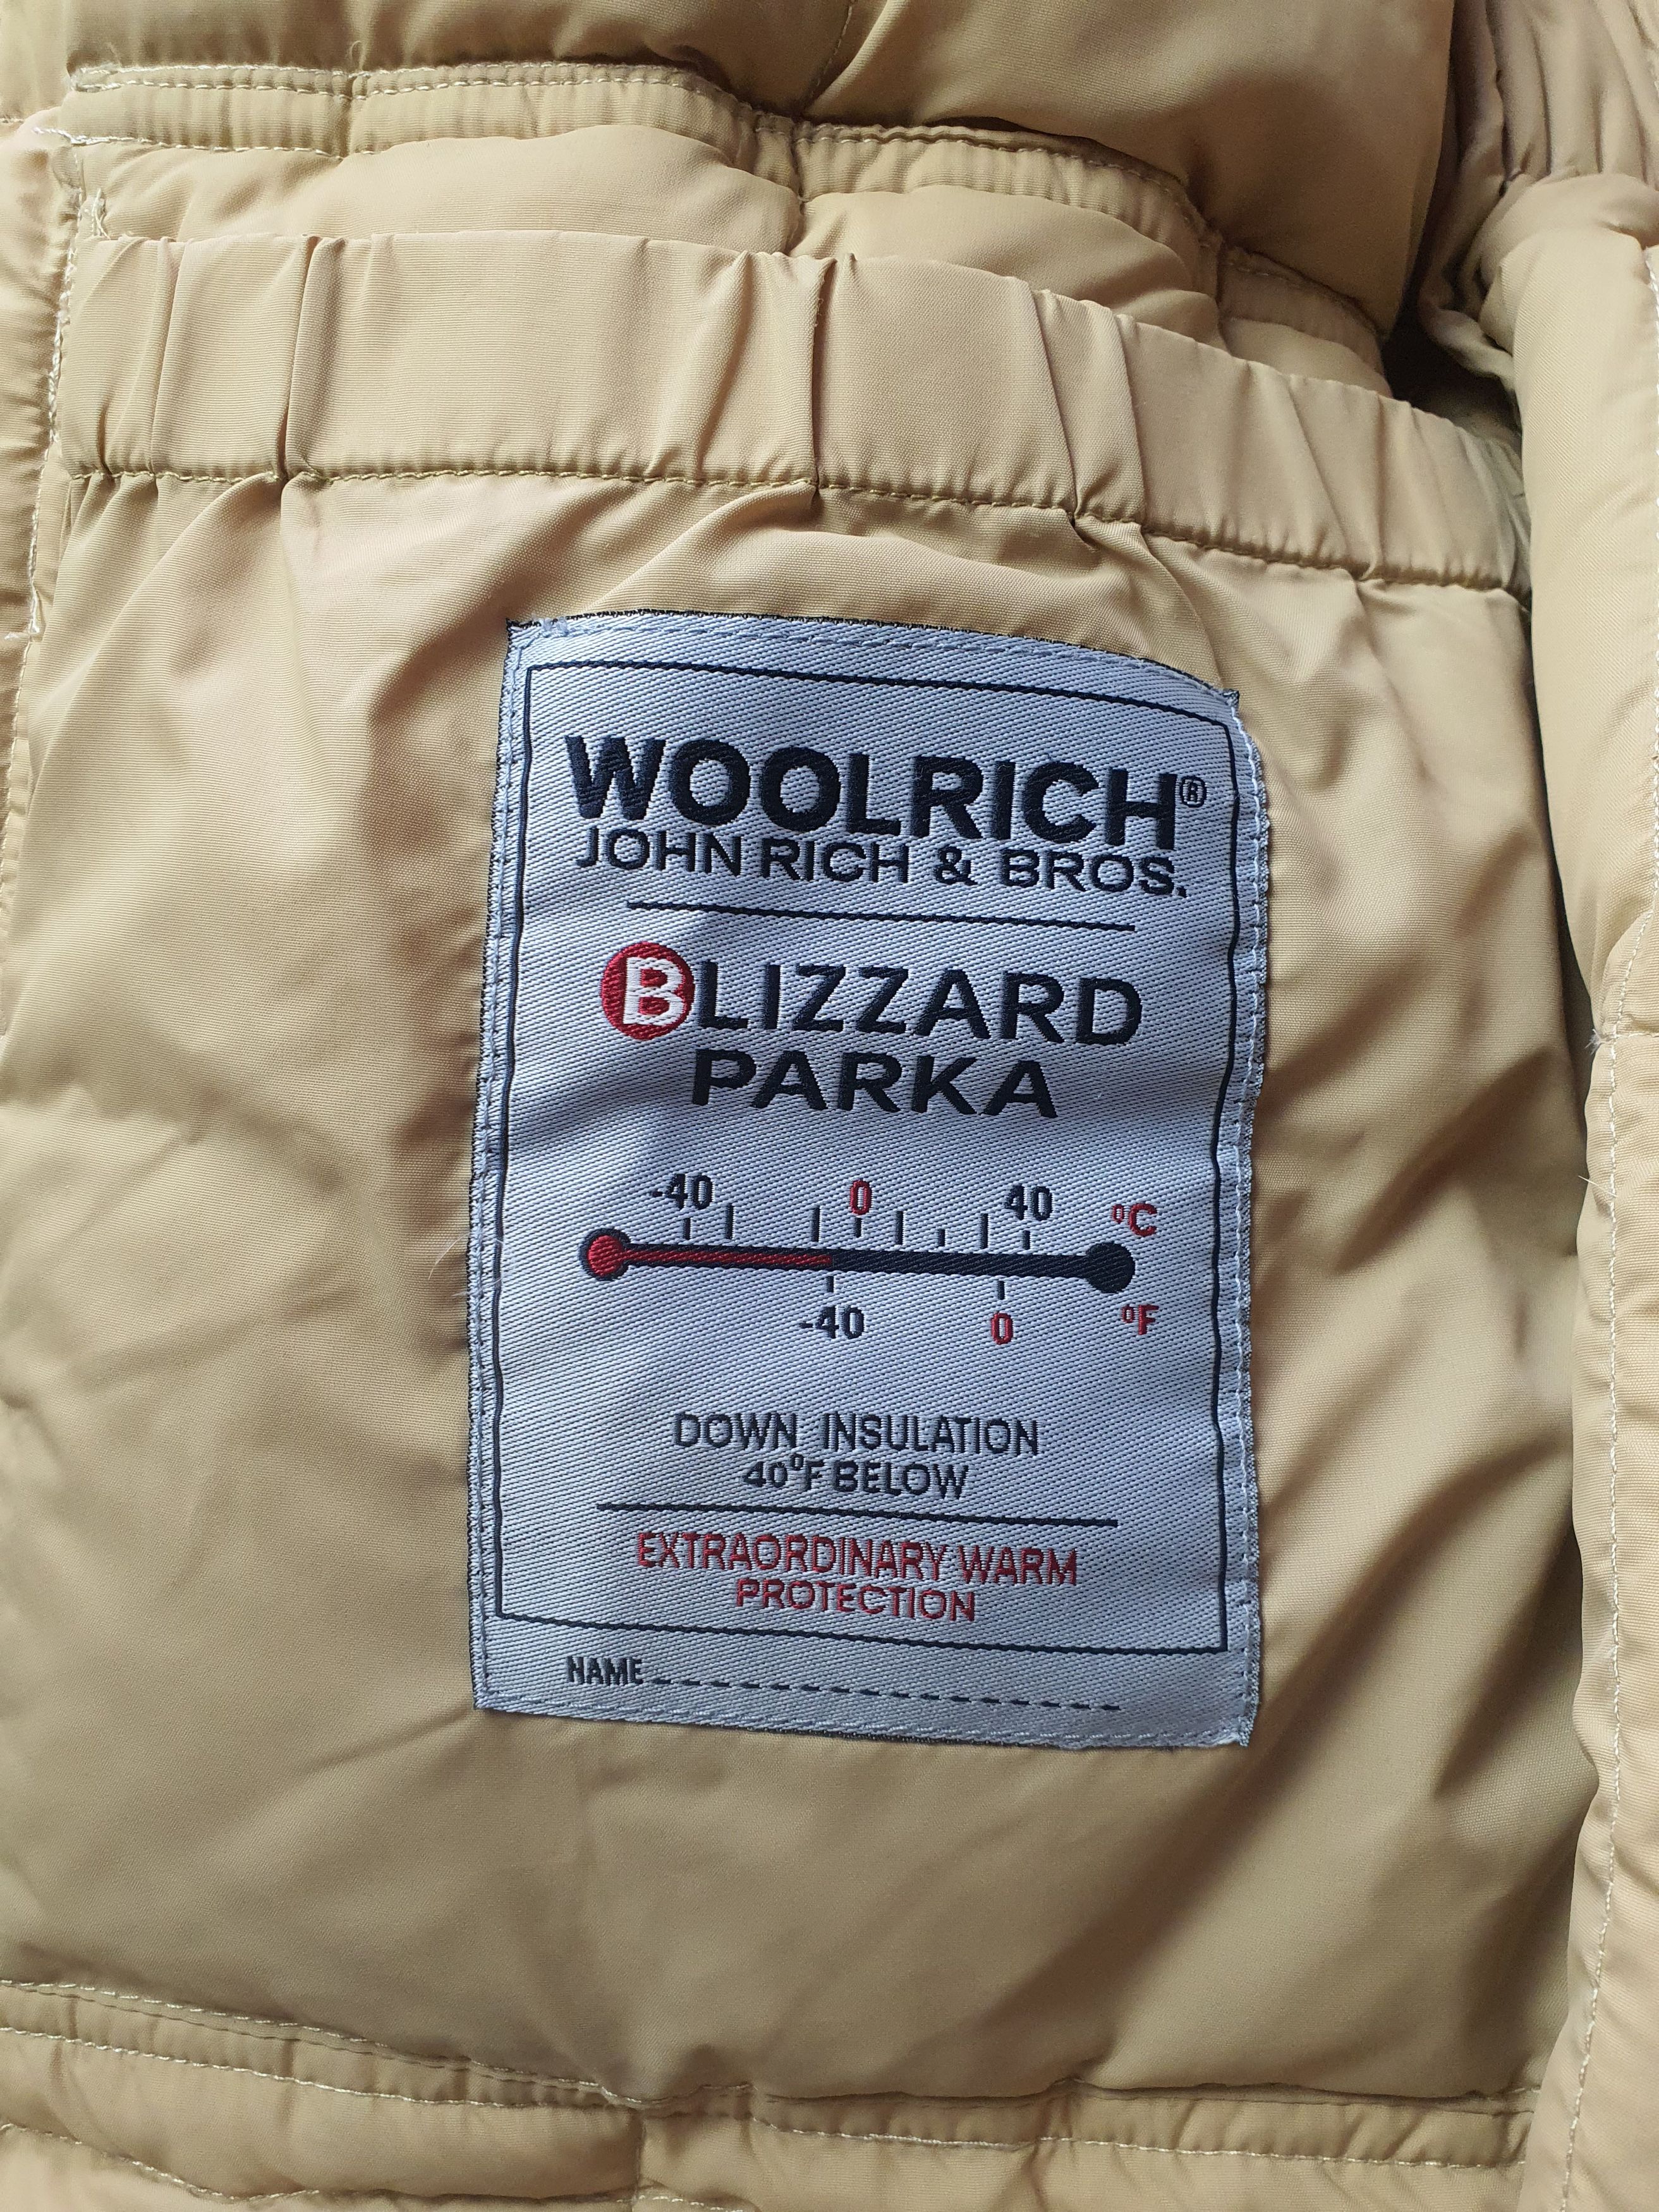 WOOLRICH®
JOHN RICH & BROS.
BLIZZARD
PARKA
-40 0 40 °C
-40 0 °F
DOWN INSULATION
40°F BELOW
EXTRAORDINARY WARM
PROTECTION
NAME